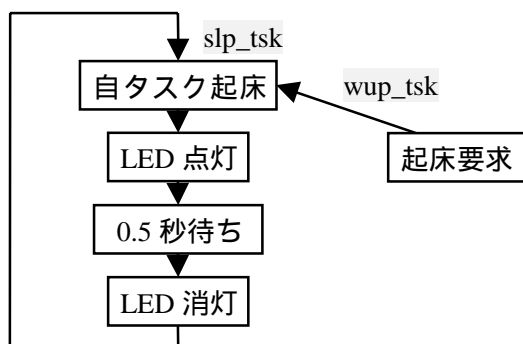 slp_tsk
自タスク起床
wup_tsk
LED 点灯
起床要求
0.5 秒待ち
LED 消灯